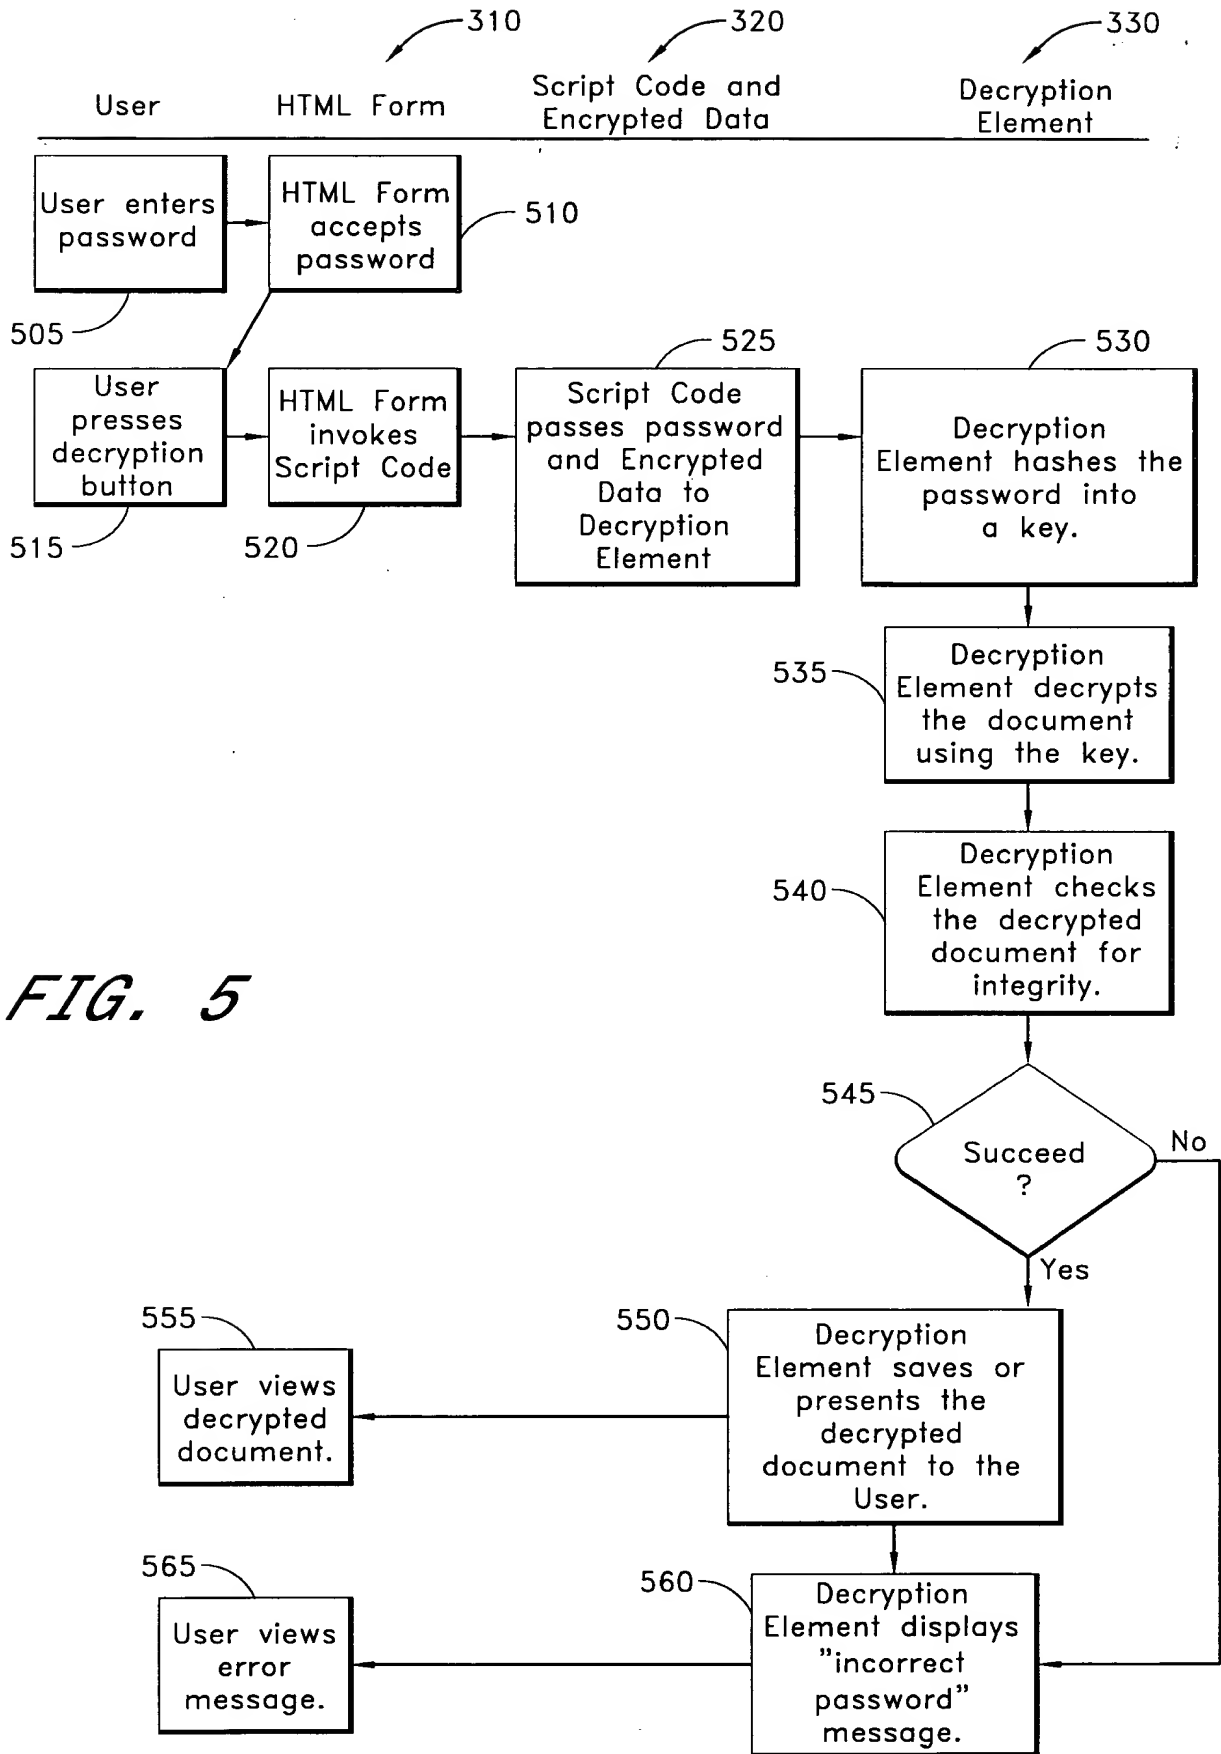 310
320
330
User
HTML Form
Script Code and
Encrypted Data
Decryption
Element
User enters
password
505
HTML Form
accepts
password
510
User
presses
decryption
button
515
HTML Form
invokes
Script Code
520
525
Script Code
passes password
and Encrypted
Data to
Decryption
Element
530
Decryption
Element hashes the
password into
a key.
535
Decryption
Element decrypts
the document
using the key.
540
Decryption
Element checks
the decrypted
document for
integrity.
FIG. 5
545
Succeed
?
No
Yes
550
Decryption
Element saves or
presents the
decrypted
document to the
User.
555
User views
decrypted
document.
560
Decryption
Element displays
"incorrect
password"
message.
565
User views
error
message.